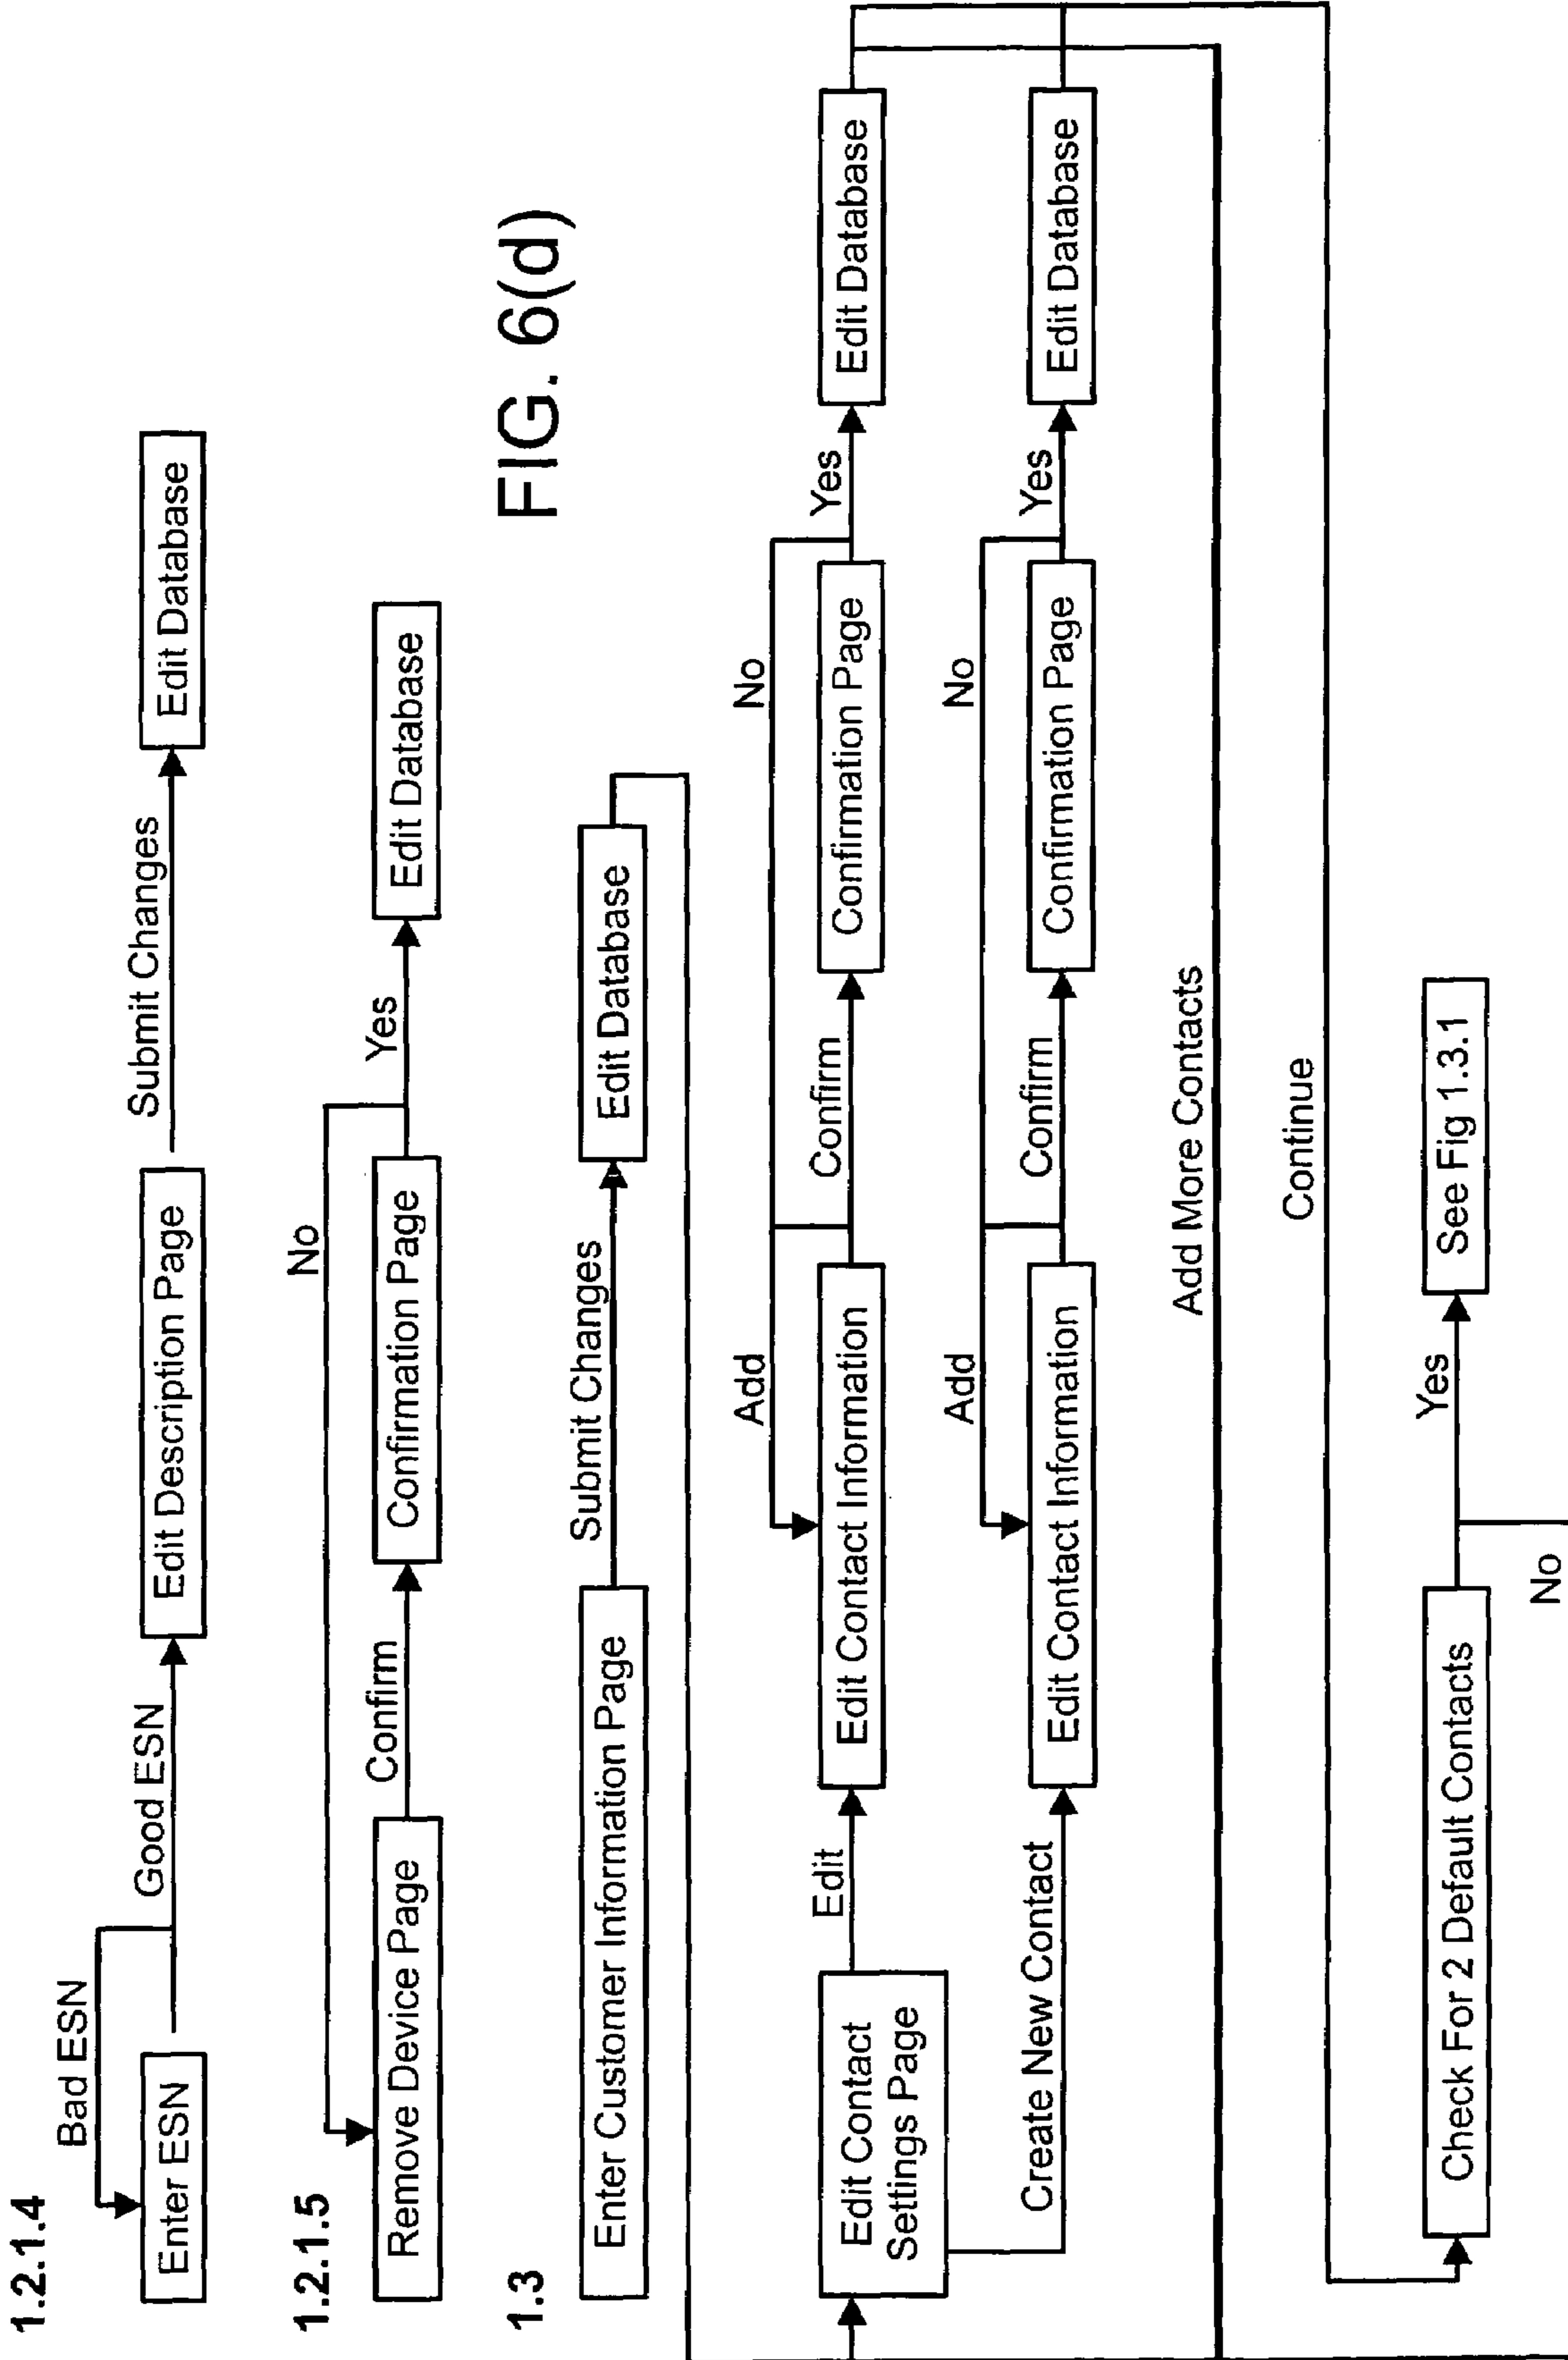 1.2.1.4
Bad ESN
Enter ESN
Good ESN
Edit Description Page
Submit Changes
Edit Database
1.2.1.5
No
Remove Device Page
Confirm
Confirmation Page
Yes
Edit Database
FIG. 6(d)
1.3
Enter Customer Information Page
Submit Changes
Edit Database
Edit Contact
Settings Page
Edit
Add
Edit Contact Information
Confirm
No
Confirmation Page
Yes
Edit Database
Create New Contact
Add
Edit Contact Information
Confirm
No
Confirmation Page
Yes
Edit Database
Add More Contacts
Continue
Check For 2 Default Contacts
Yes
See Fig 1.3.1
No